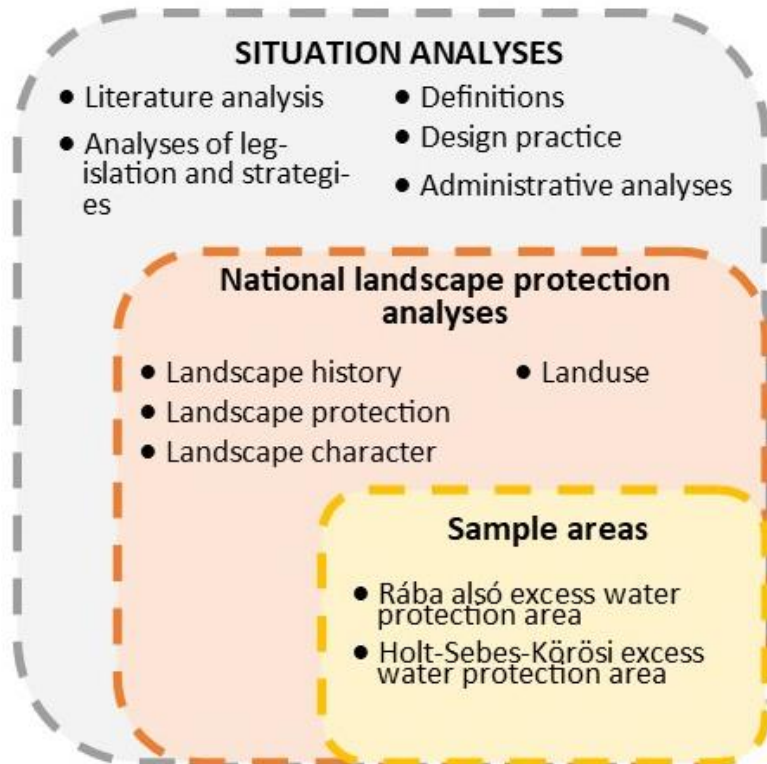 SITUATION ANALYSES
● Literature analysis
● Analyses of leg-
islation and strategi-
es
● Definitions
● Design practice
● Administrative analyses
National landscape protection
analyses
● Landscape history
● Landscape protection
● Landscape character
● Landuse
Sample areas
● Rába alsó excess water
protection area
● Holt-Sebes-Körösi excess
water protection area